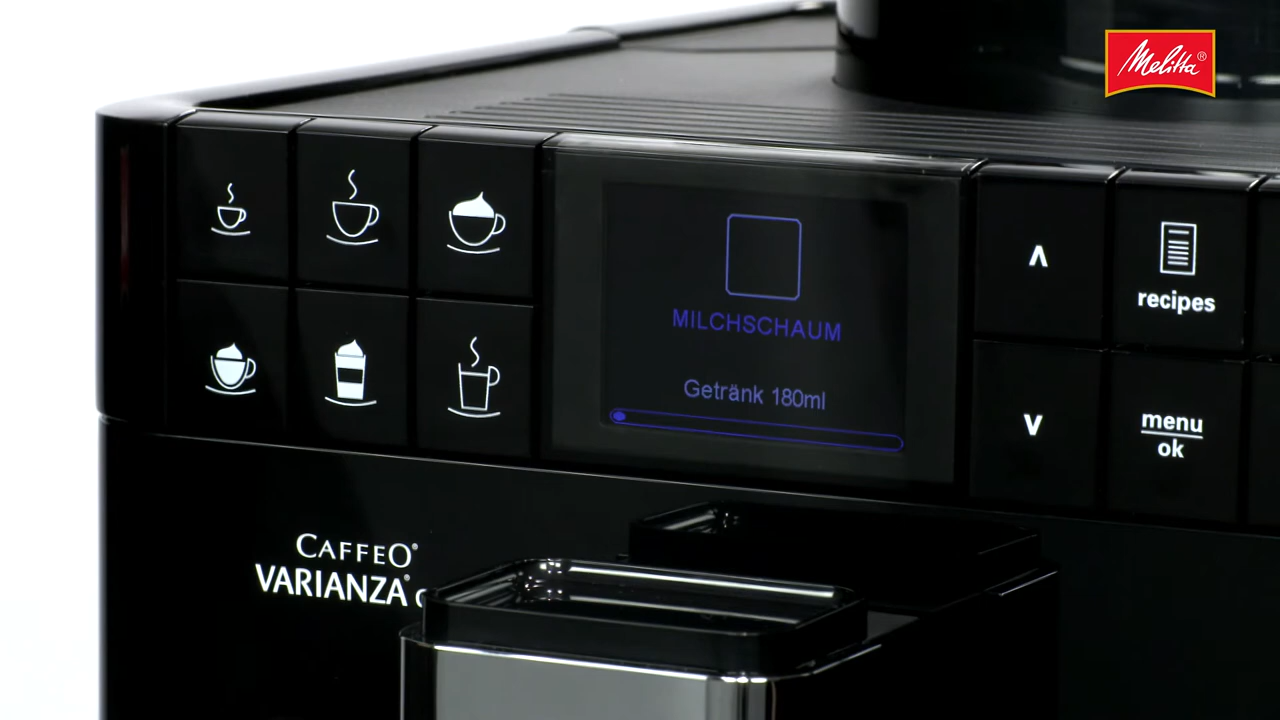 Melitta®
recipes
MILCHSCHAUM
Getränk 180ml
menu
ok
CAFFEO®
VARIANZA®